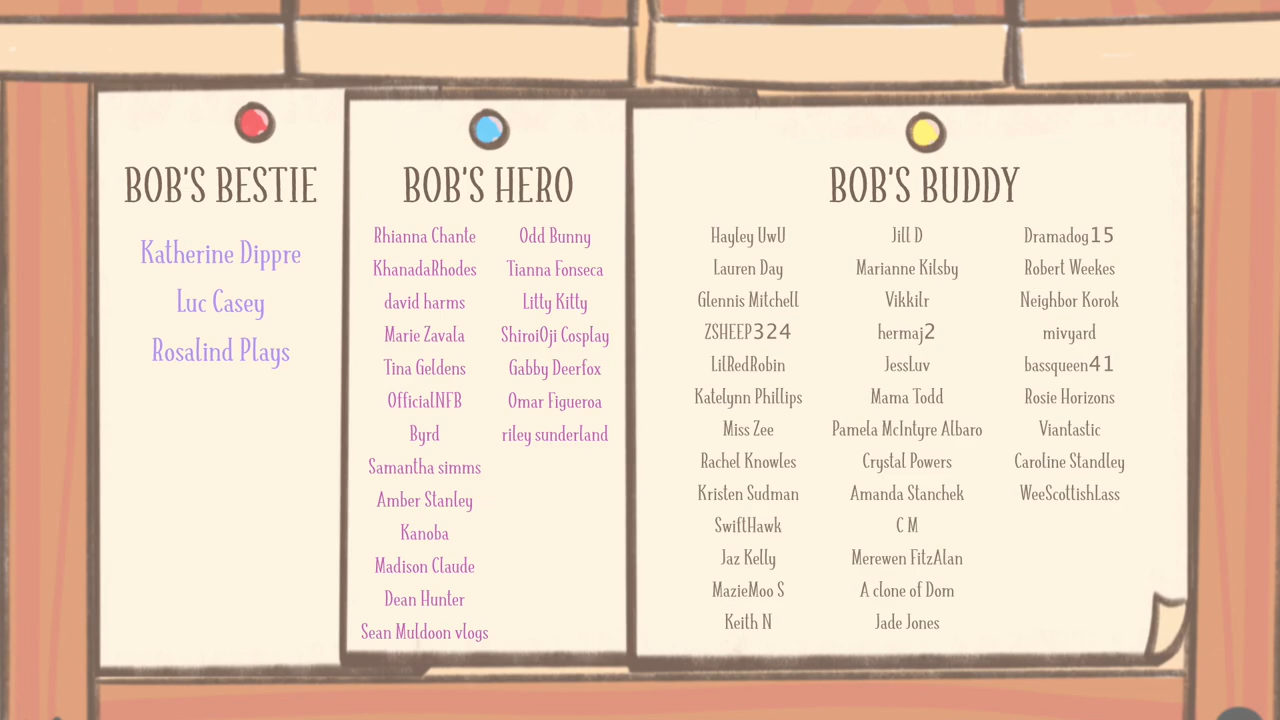 BOB'S BESTIE
Katherine Dippre
Luc Casey
Rosalind Plays
BOB'S HERO
Rhianna Chante
KhanadaRhodes
david harms
Marie Zavala
Tina Geldens
OfficialNFB
Byrd
Samantha simms
Amber Stanley
Kanoba
Madison Claude
Dean Hunter
Sean Muldoon vlogs
Odd Bunny
Tianna Fonseca
Litty Kitty
ShiroiOji Cosplay
Gabby Deerfox
Omar Figueroa
riley sunderland
BOB'S BUDDY
Hayley UwU
Lauren Day
Glennis Mitchell
ZSHEEP324
LilRedRobin
Katelynn Phillips
Miss Zee
Rachel Knowles
Kristen Sudman
SwiftHawk
Jaz Kelly
MazieMoo S
Keith N
Jill D
Marianne Kilsby
Vikkilr
hermaj2
JessLuv
Mama Todd
Pamela McIntyre Albaro
Crystal Powers
Amanda Stanchek
C M
Merewen FitzAlan
A clone of Dom
Jade Jones
Dramadog15
Robert Weekes
Neighbor Korok
mivyard
bassqueen41
Rosie Horizons
Viantastic
Caroline Standley
WeeScottishLass